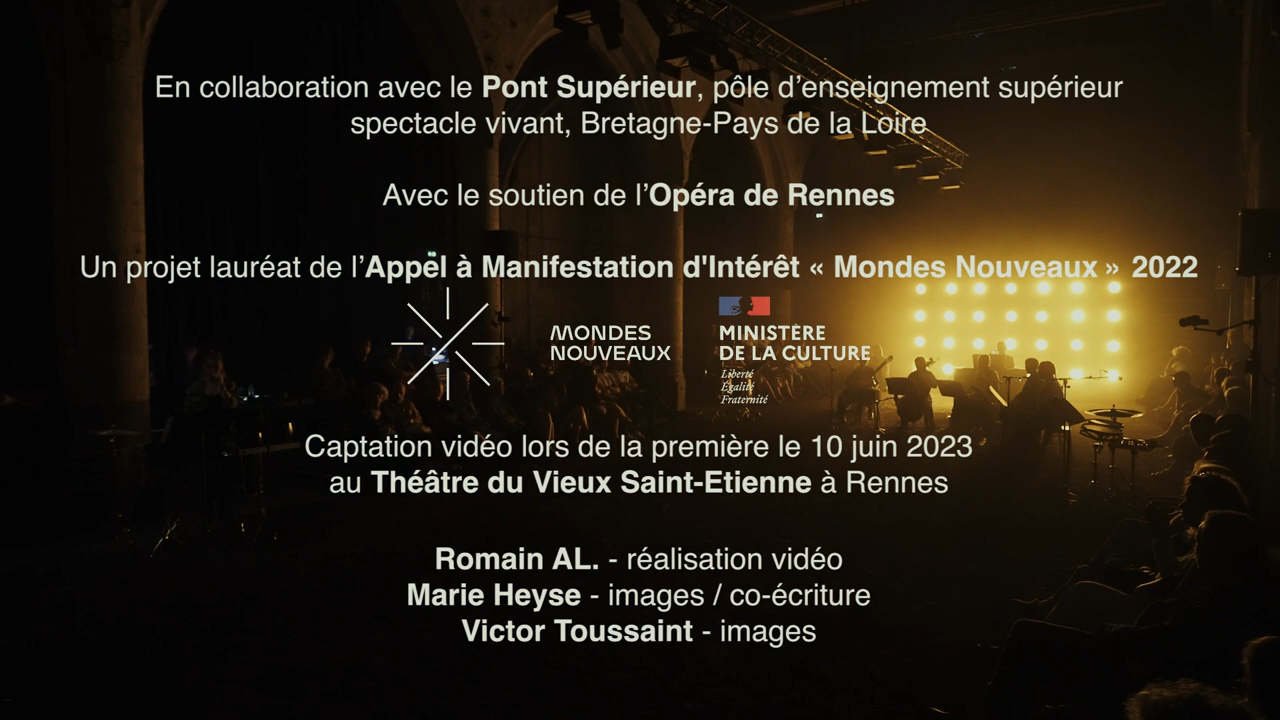 En collaboration avec le Pont Supérieur, pôle d’enseignement supérieur
spectacle vivant, Bretagne-Pays de la Loire
Avec le soutien de l’Opéra de Rennes
Un projet lauréat de l’Appel à Manifestation d'Intérêt « Mondes Nouveaux » 2022
MONDES
NOUVEAUX
MINISTÈRE
DE LA CULTURE
Liberté
Égalité
Fraternité
Captation vidéo lors de la première le 10 juin 2023
au Théâtre du Vieux Saint-Etienne à Rennes
Romain AL. - réalisation vidéo
Marie Heyse - images / co-écriture
Victor Toussaint - images